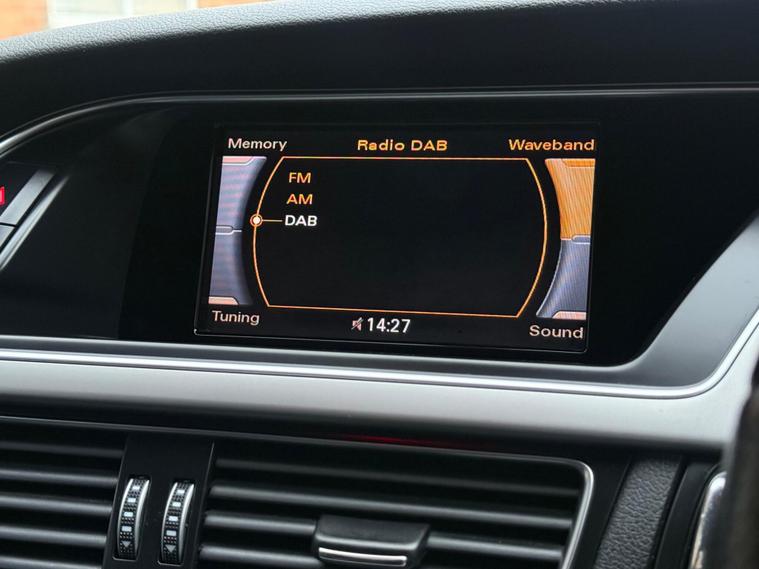 Memory Radio DAB Waveband
FM
AM
DAB
Tuning 14:27 Sound